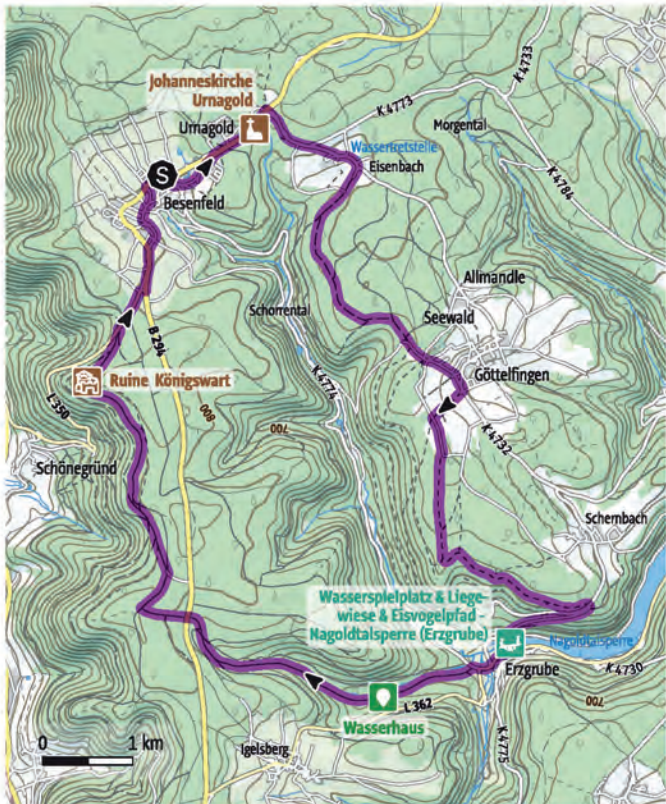 K 4733
Johanneskirche
Urnagold
K 4773
Urnagold
Morgental
Wassertretstelle
Eisenbach
S
K 4784
Besenfeld
Allmandle
Schorrental
Seewald
B 294
Göttelfingen
Ruine Königswart
K 4774
L 350
800
700
K 4732
Schönegründ
Schernbach
Wasserspielplatz & Liege-
wiese & Eisvogelpfad -
Nagoldtalsperre (Erzgrube)
Nagoldtalsperre
Erzgrube
K 4730
700
L 362
Wasserhaus
K 4775
0 1 km
Igelsberg